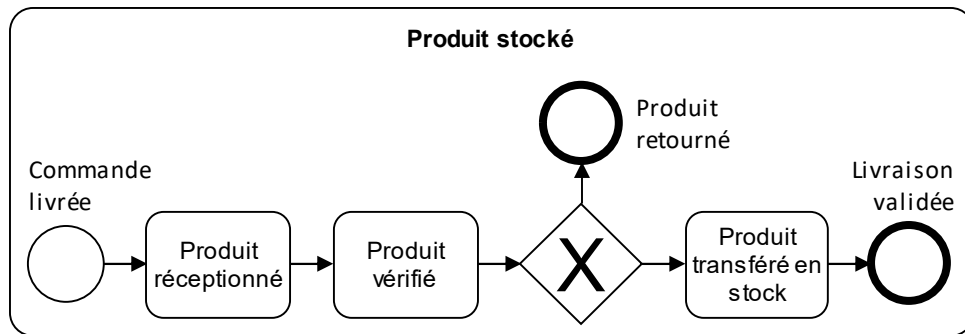 Produit stocké
Produit
retourné
Commande
livrée
Livraison
validée
Produit
réceptionné
Produit
vérifié
X
Produit
transféré en
stock